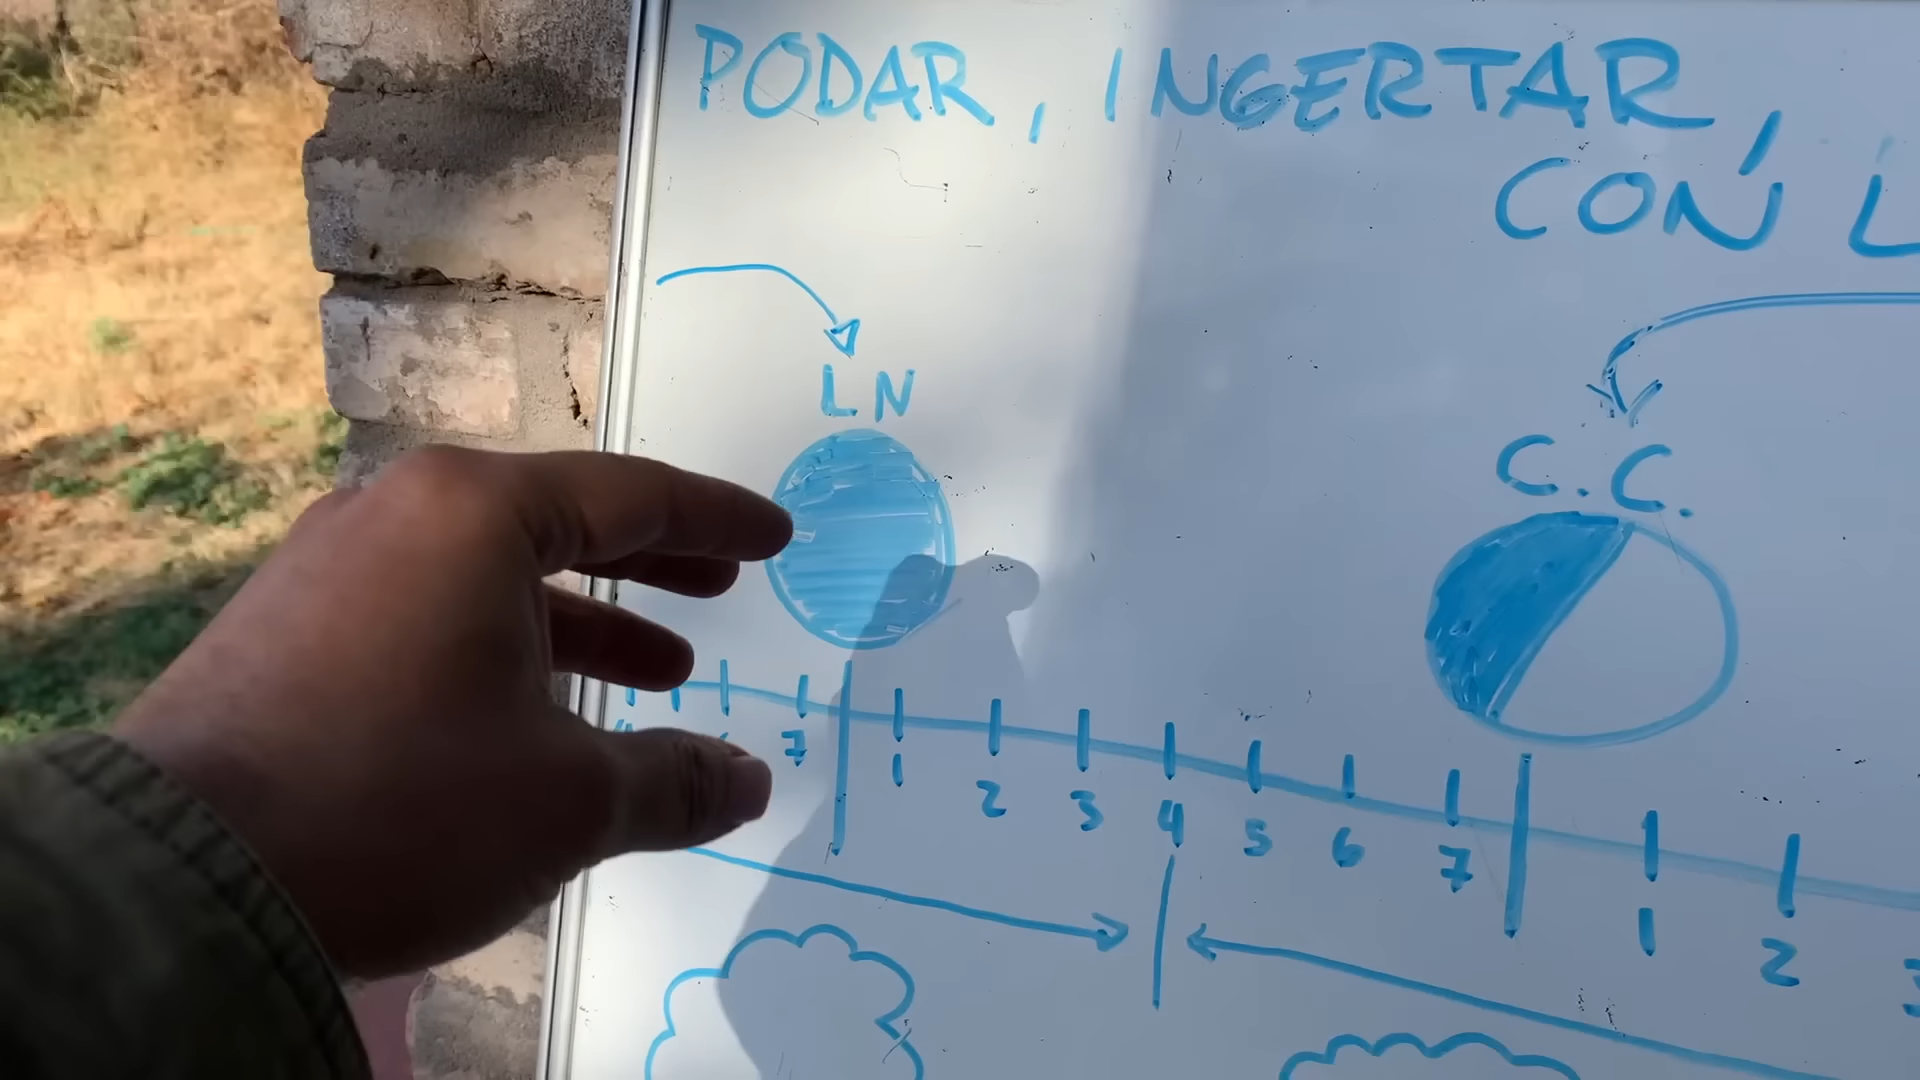 PODAR, INGERTAR,
CON L
LN
C.C.
7 1 2 3 4 5 6 7 1 2